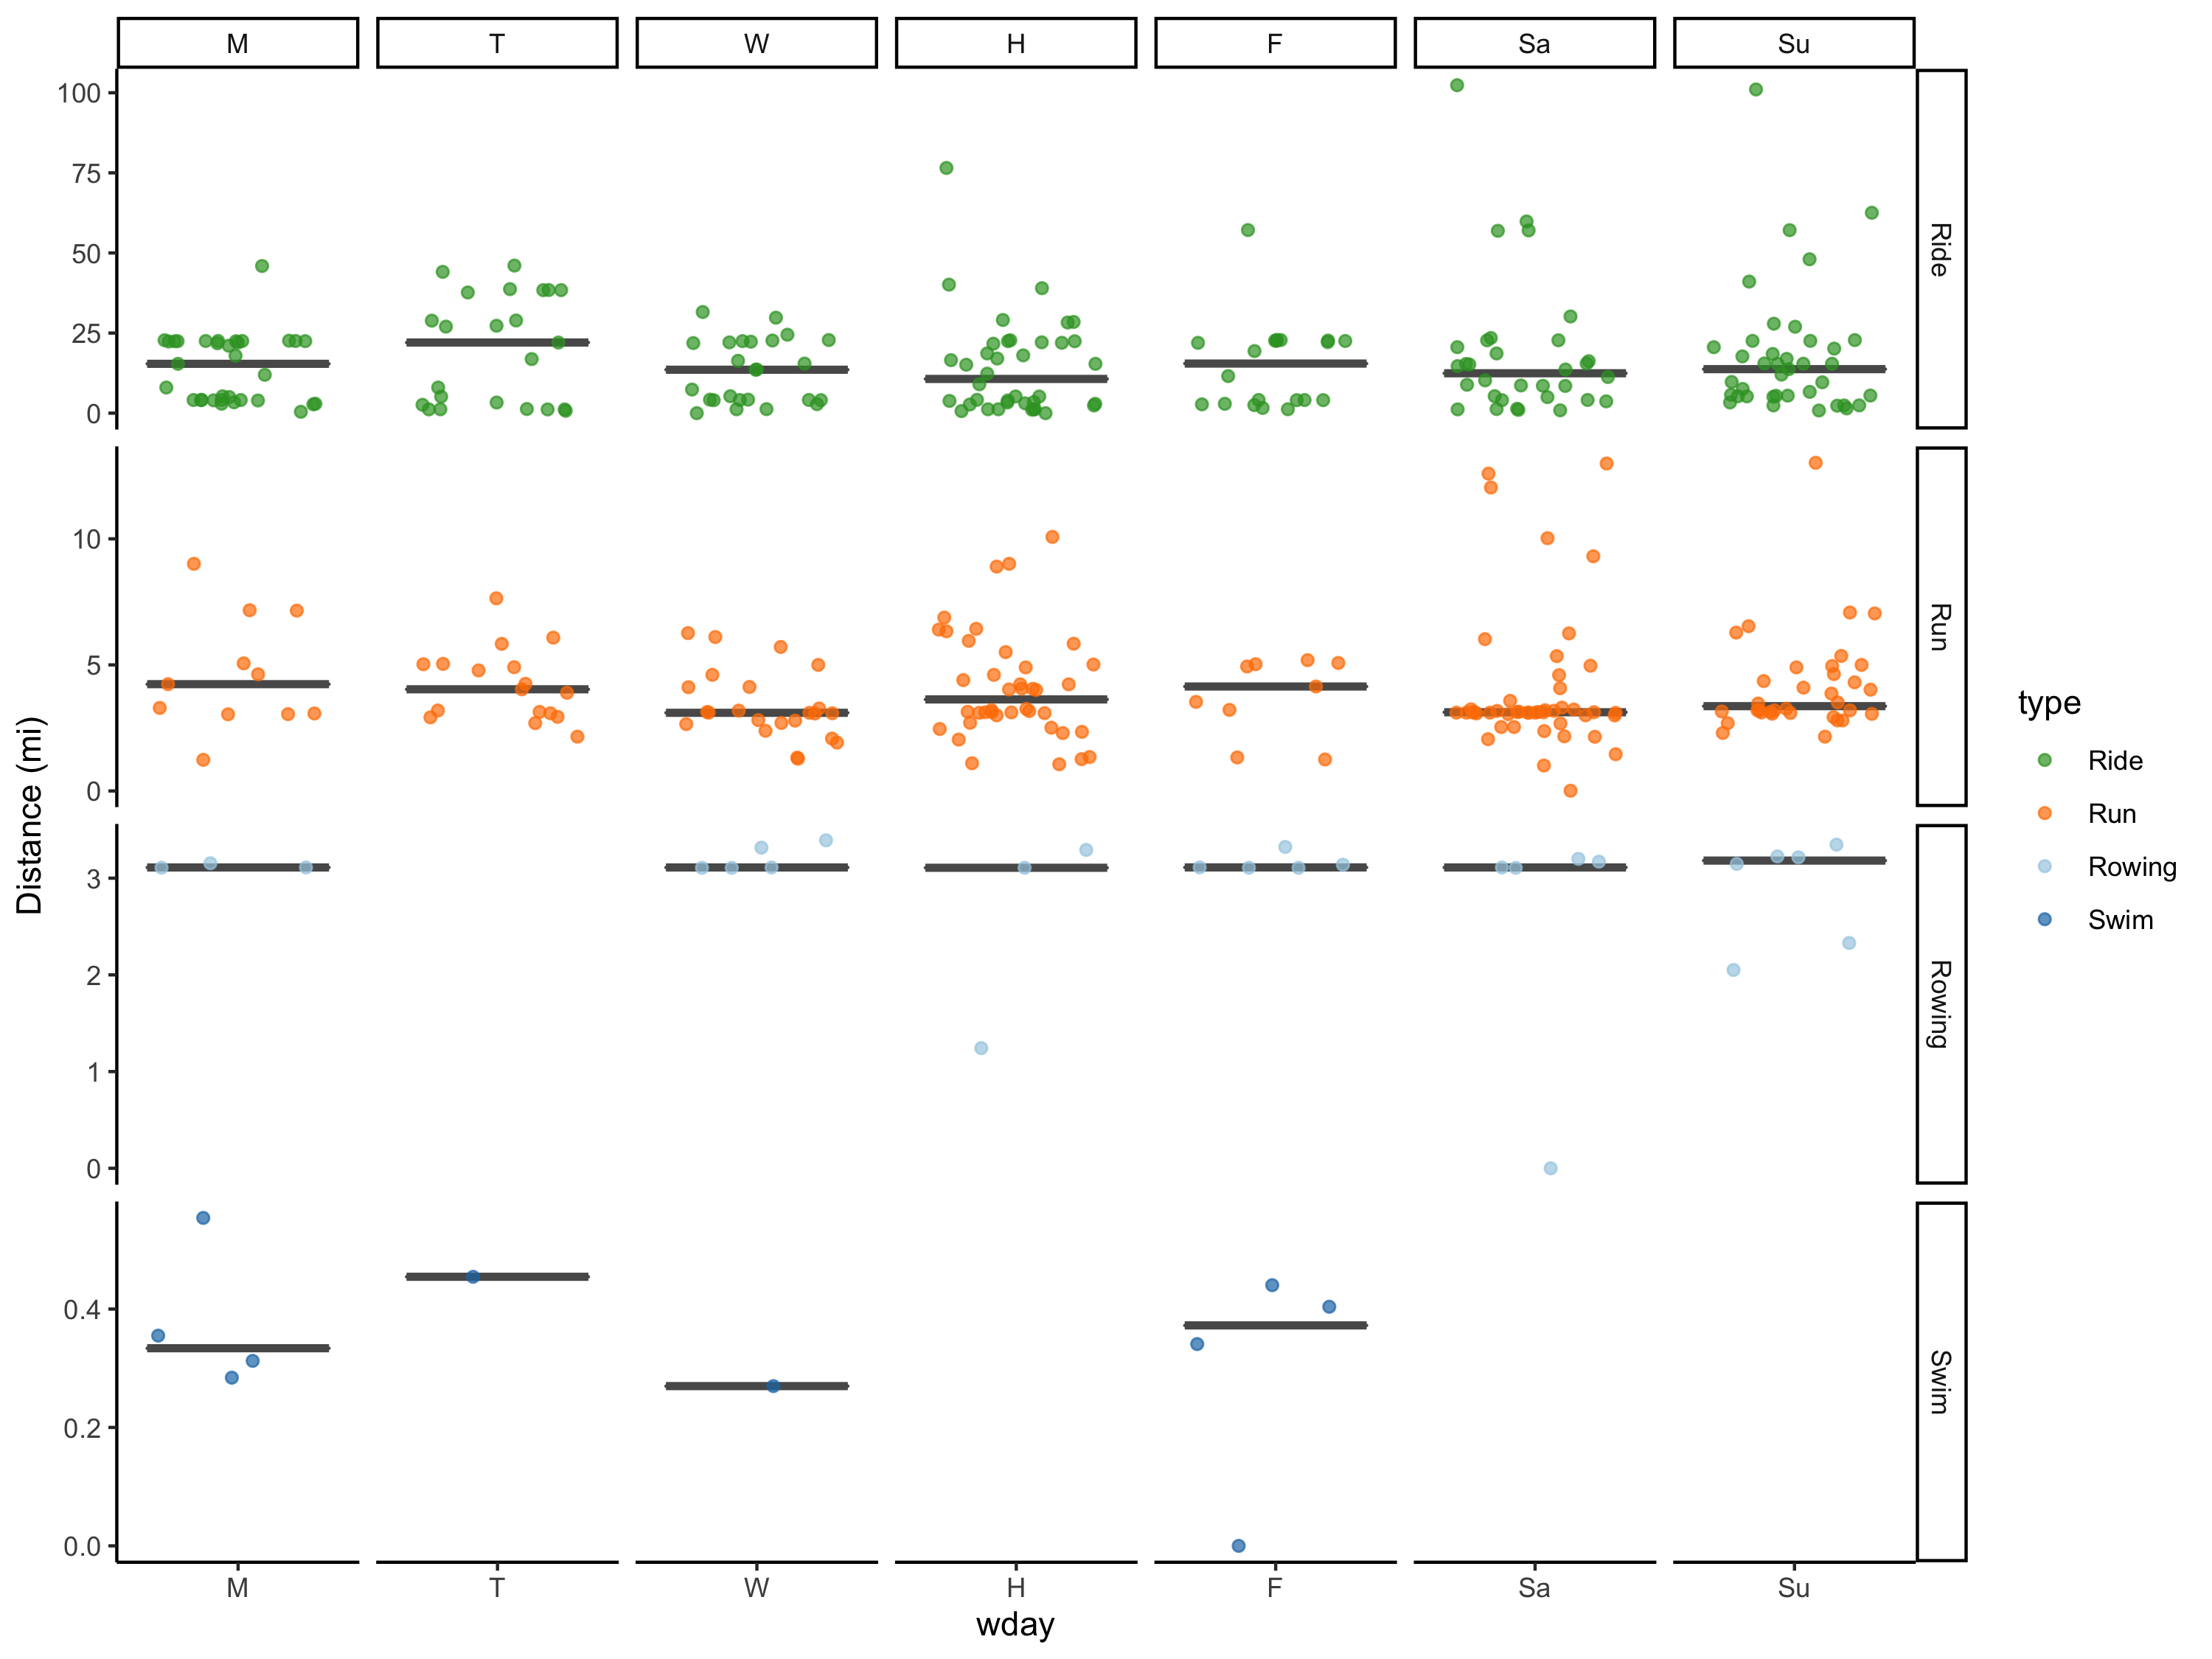 M T W H F Sa Su
100
75
50
25
0
Ride
10
5
0
Run
3
2
1
0
Rowing
0.4
0.2
0.0
Swim
M T W H F Sa Su
wday
Distance (mi)
type
Ride
Run
Rowing
Swim